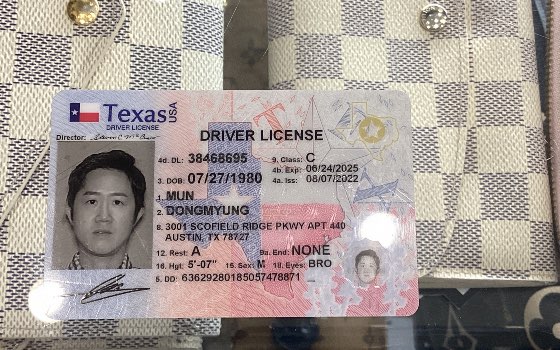 Texas USA
DRIVER LICENSE
Director:
DRIVER LICENSE
4d. DL: 38468695 9. Class: C
4b. Exp: 06/24/2025
3. DOB: 07/27/1980 4a. Iss: 08/07/2022
1. MUN
2. DONGMYUNG
8. 3001 SCOFIELD RIDGE PKWY APT 440
AUSTIN, TX 78727
12. Rest: A 9a. End: NONE
16. Hgt: 5'-07" 15. Sex: M 18. Eyes: BRO
5. DD: 63629280185057478871